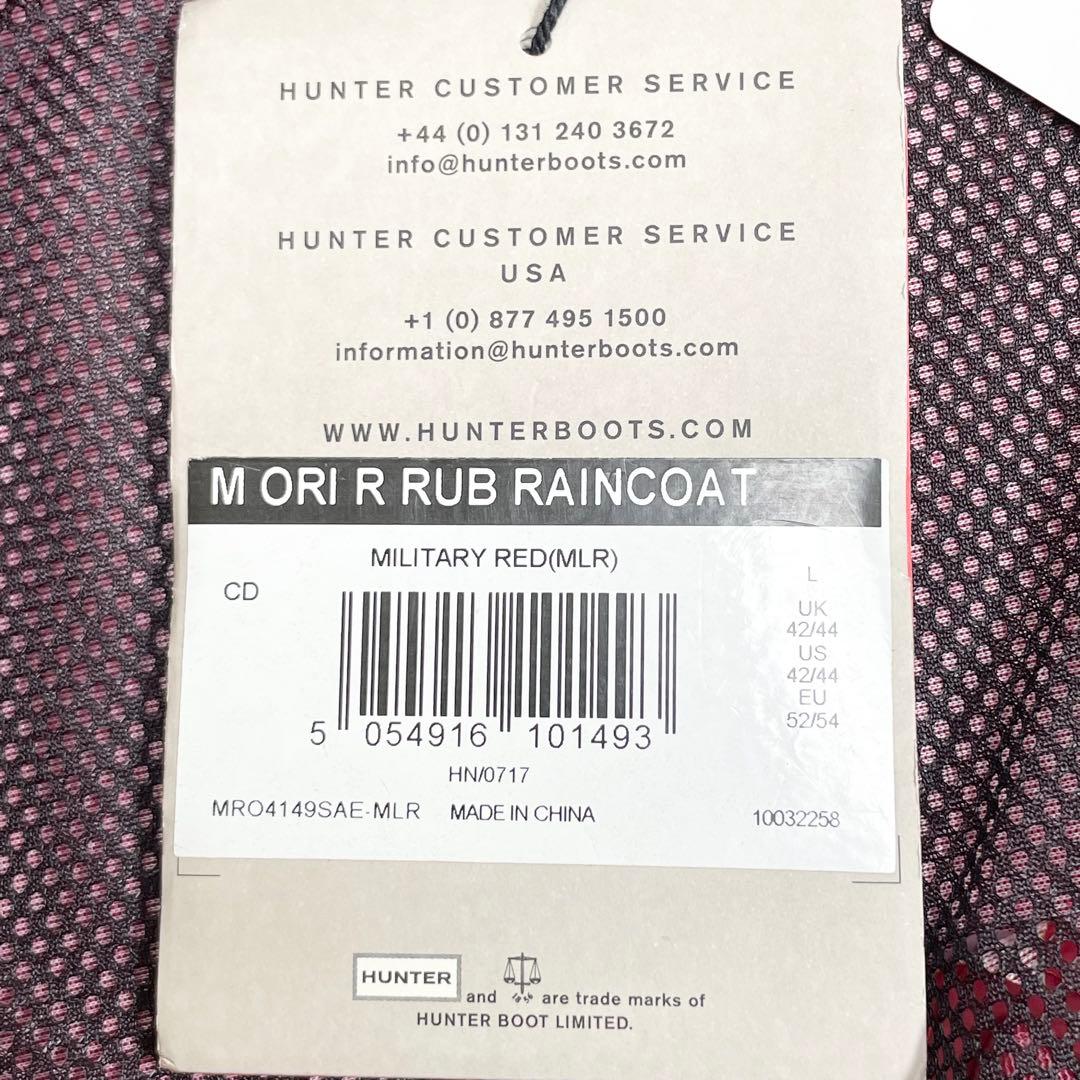 HUNTER CUSTOMER SERVICE
+44 (0) 131 240 3672
info@hunterboots.com
HUNTER CUSTOMER SERVICE
USA
+1 (0) 877 495 1500
information@hunterboots.com
WWW.HUNTERBOOTS.COM
M ORI R RUB RAINCOAT
MILITARY RED(MLR)
CD
L
UK
42/44
US
42/44
EU
52/54
5 054916 101493
HN/0717
MRO4149SAE-MLR MADE IN CHINA 10032258
HUNTER and are trade marks of
HUNTER BOOT LIMITED.